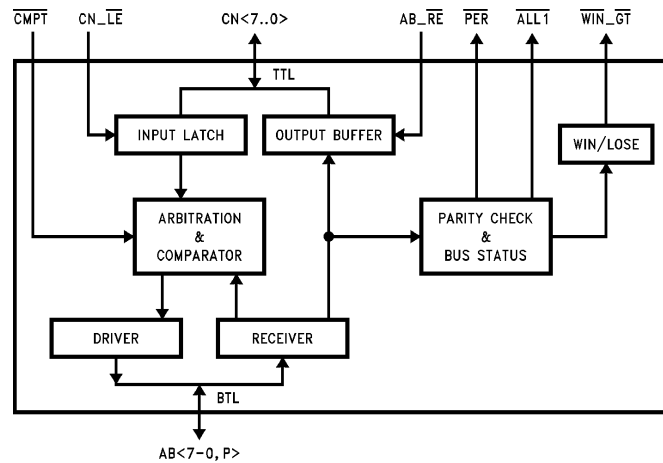 CMPT CN_LE CN<7..0> AB_RE PER ALL1 WIN_GT
TTL
INPUT LATCH OUTPUT BUFFER WIN/LOSE
ARBITRATION
&
COMPARATOR
PARITY CHECK
&
BUS STATUS
DRIVER RECEIVER
BTL
AB<7-0,P>